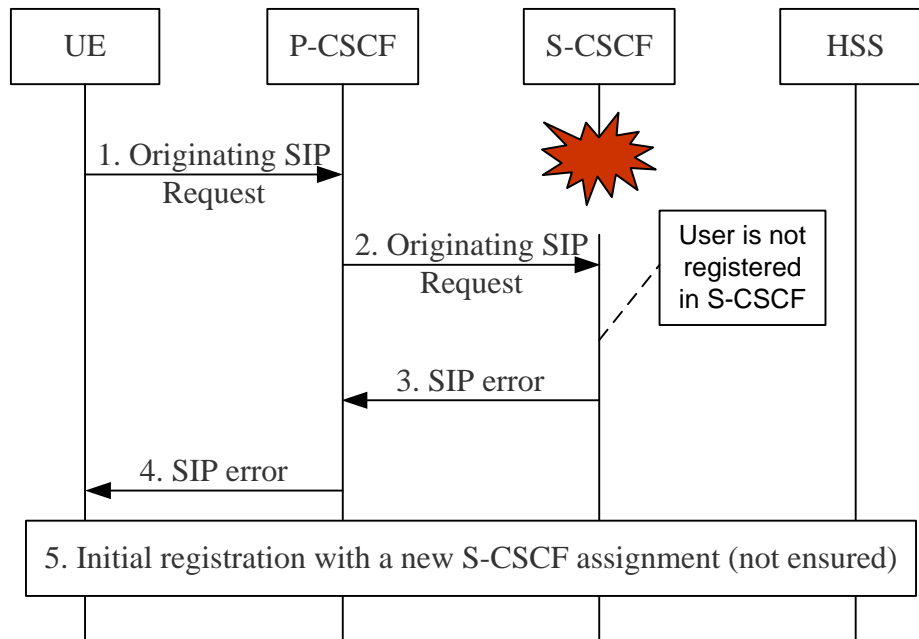 UE
P-CSCF
S-CSCF
HSS
1. Originating SIP
Request
2. Originating SIP
Request
User is not
registered
in S-CSCF
3. SIP error
4. SIP error
5. Initial registration with a new S-CSCF assignment (not ensured)